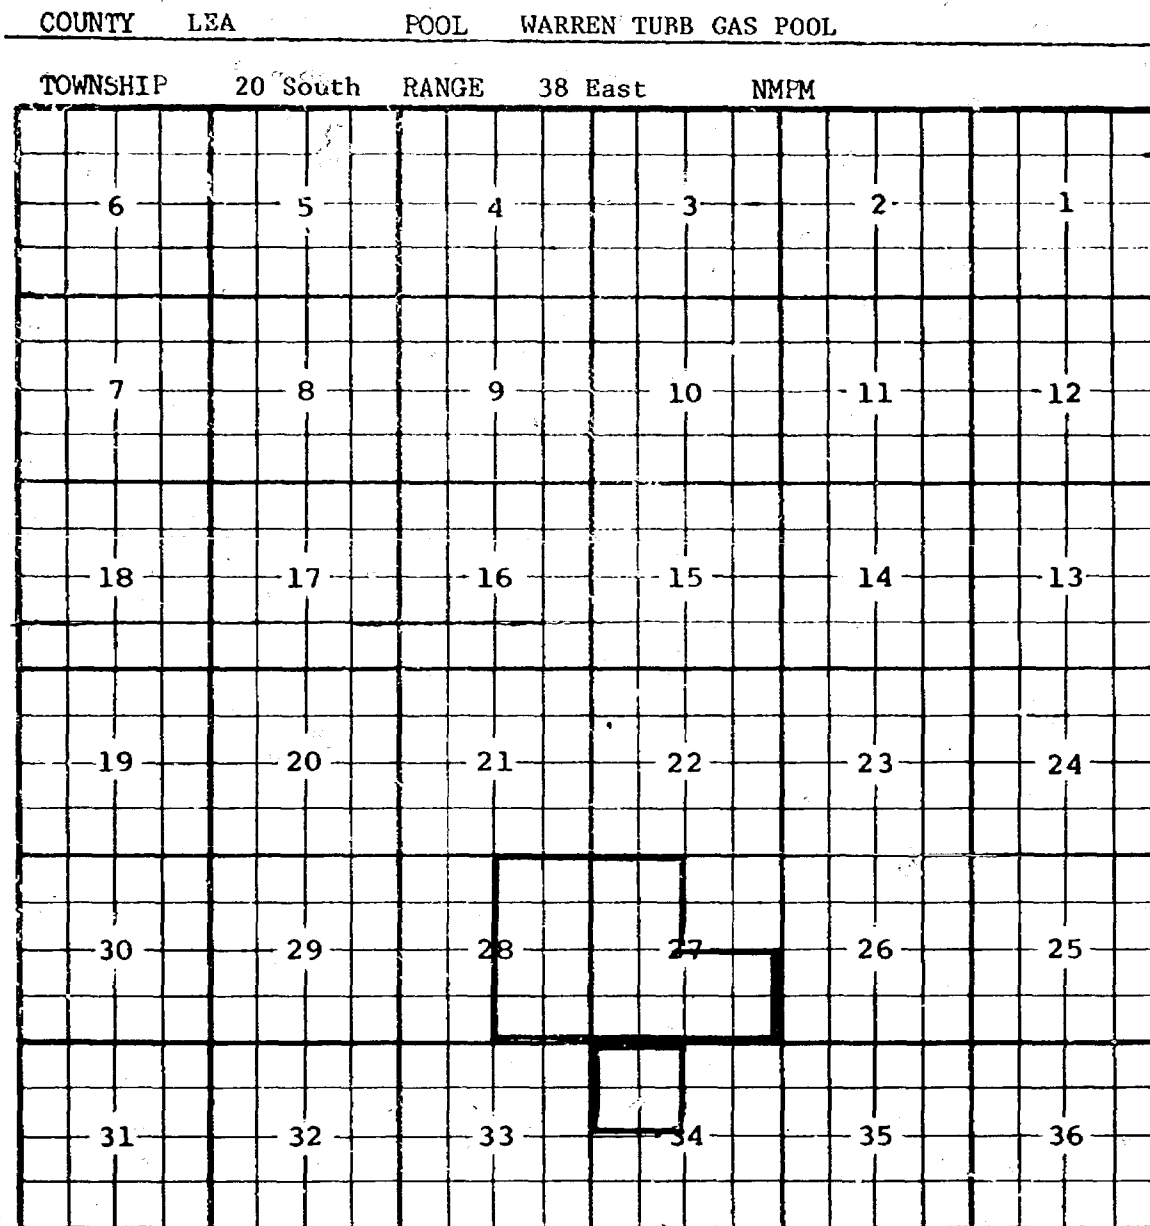 COUNTY LEA POOL WARREN TUBB GAS POOL
TOWNSHIP 20 South RANGE 38 East NMPM
6 5 4 3 2 1
7 8 9 10 11 12
18 17 16 15 14 13
19 20 21 22 23 24
30 29 28 27 26 25
31 32 33 34 35 36